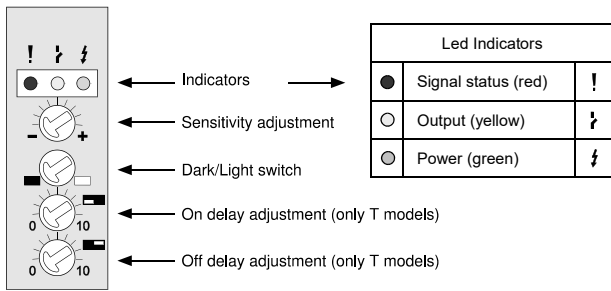 Led Indicators
Indicators
Signal status (red)
Output (yellow)
Power (green)
- +
Sensitivity adjustment
Dark/Light switch
0 10
On delay adjustment (only T models)
0 10
Off delay adjustment (only T models)